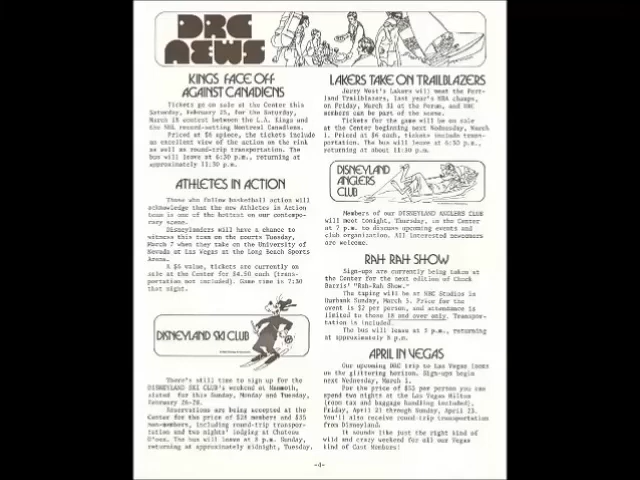 DRC
NEWS
KINGS FACE OFF
AGAINST CANADIENS
Tickets go on sale at the Center this
Saturday, February 25, for the Saturday,
March 18 contest between the L.A. Kings and
the NHL record-setting Montreal Canadiens.
Priced at $6 apiece, the tickets include
an excellent view of the action on the rink
as well as round-trip transportation. The
bus will leave at 6:30 p.m., returning at
approximately 11:30 p.m.
ATHLETES IN ACTION
Those who follow basketball action will
acknowledge that the new Athletes in Action
team is one of the hottest on our contempo-
rary scene.
Disneylanders will have a chance to
witness this team on the courts Tuesday,
March 7 when they take on the University of
Nevada at Las Vegas at the Long Beach Sports
Arena.
A $6 value, tickets are currently on
sale at the Center for $4.50 each (trans-
portation not included). Game time is 7:30
that night.
DISNEYLAND SKI CLUB
There's still time to sign up for the
DISNEYLAND SKI CLUB's weekend at Mammoth,
slated for this Sunday, Monday and Tuesday,
February 26-28.
Reservations are being accepted at the
Center for the price of $28 members and $35
non-members, including round-trip transpor-
tation and two nights' lodging at Chateau
The bus will leave at 8 p.m. Sunday,
returning at approximately midnight, Tuesday.
LAKERS TAKE ON TRAILBLAZERS
Jerry West's Lakers will meet the Port-
land Trailblazers, last year's NBA champs,
on Friday, March 31 at the Forum, and DRC
members can be part of the scene.
Tickets for the game will be on sale
at the Center beginning next Wednesday, March
1. Priced at $6 each, tickets include trans-
portation. The bus will leave at 6:30 p.m.,
returning at about 11:30 p.m.
DISNEYLAND
ANGLERS
CLUB
Members of our DISNEYLAND ANGLERS CLUB
will meet tonight, Thursday, on the Center
at 7 p.m. to discuss upcoming events and
club organization. All interested newcomers
are welcome.
RAH RAH SHOW
Sign-ups are currently being taken at
the Center for the next edition of Chuck
Barris' "Rah-Rah Show."
The taping will be at NBC Studios in
Burbank Sunday, March 5. Price for the
event is $2 per person, and attendance is
limited to those 18 and over only. Transpor-
tation is included.
The bus will leave at 3 p.m., returning
at approximately 8 p.m.
APRIL IN VEGAS
Our upcoming DRC trip to Las Vegas looms
on the glittering horizon. Sign-ups begin
next Wednesday, March 1.
For the price of $55 per person you can
spend two nights at the Las Vegas Hilton
(room tax and baggage handling included),
Friday, April 21 through Sunday, April 23.
You'll also receive round-trip transportation
from Disneyland.
It sounds like just the right kind of
wild and crazy weekend for all our Vegas
kind of Cast Members!
-4-